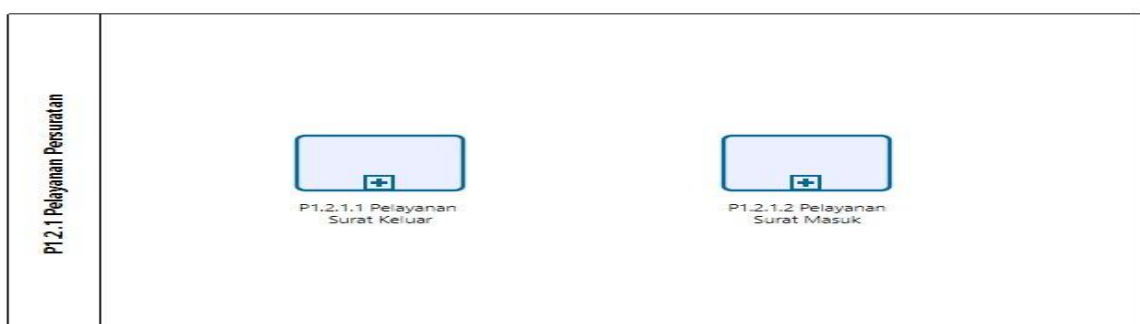 P1.2.1 Pelayanan Persuratan
P1.2.1.1 Pelayanan
Surat Keluar
P1.2.1.2 Pelayanan
Surat Masuk